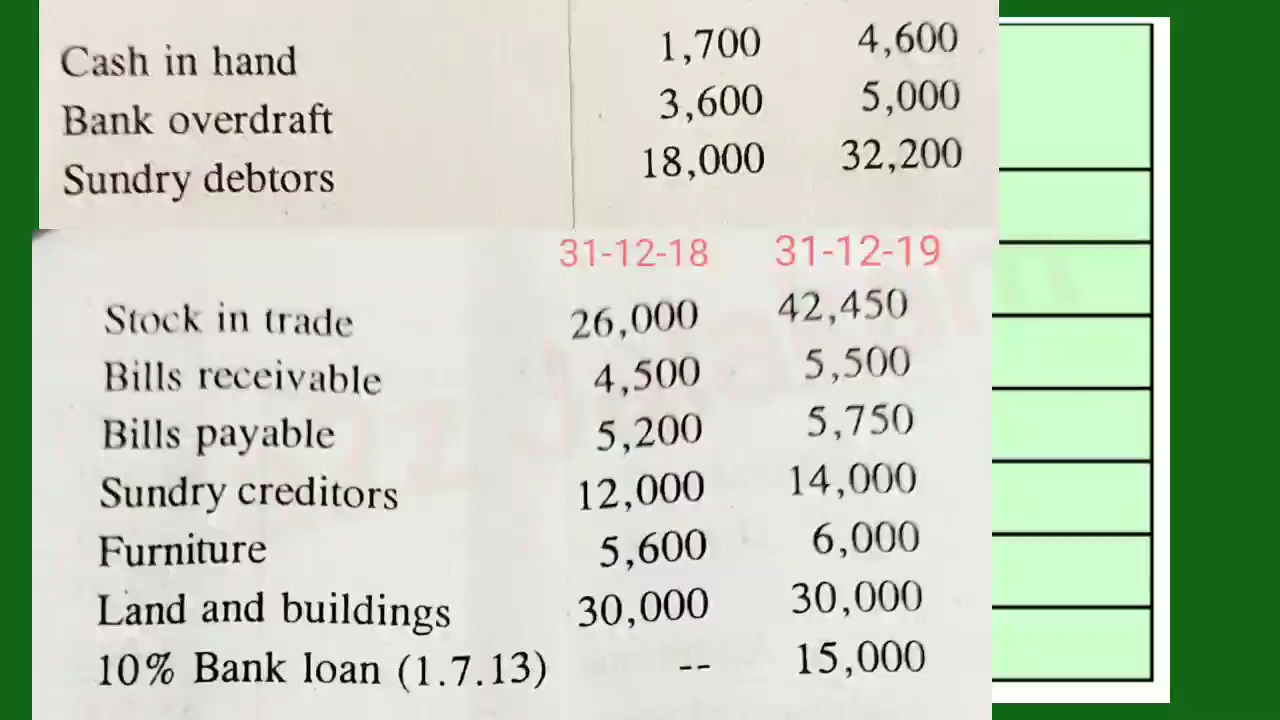 Cash in hand 1,700 4,600
Bank overdraft 3,600 5,000
Sundry debtors 18,000 32,200
31-12-18 31-12-19
Stock in trade 26,000 42,450
Bills receivable 4,500 5,500
Bills payable 5,200 5,750
Sundry creditors 12,000 14,000
Furniture 5,600 6,000
Land and buildings 30,000 30,000
10% Bank loan (1.7.13) -- 15,000